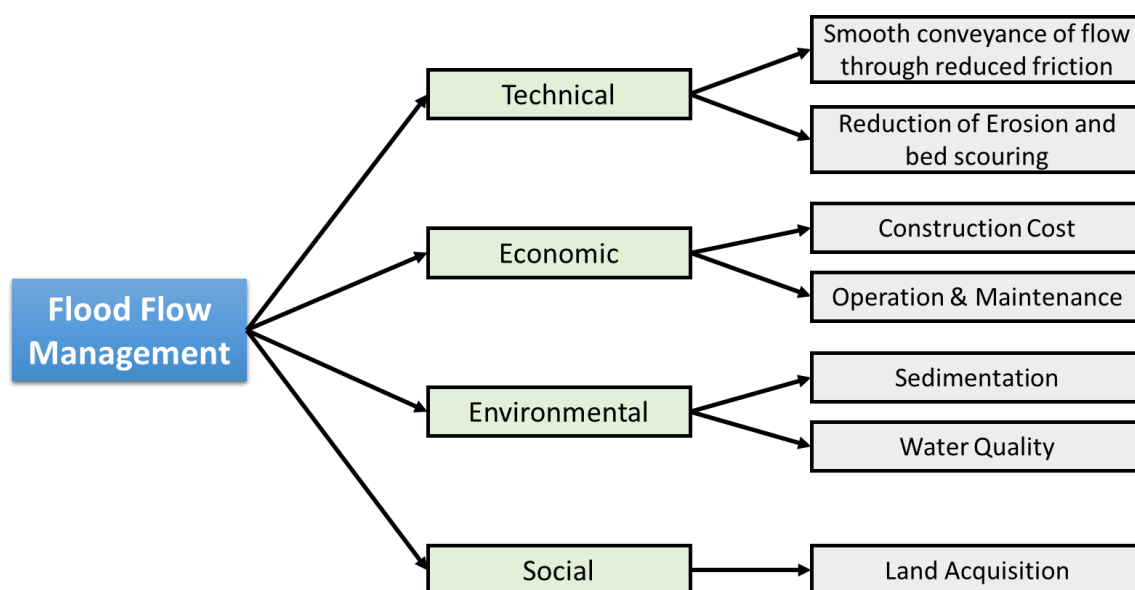 Flood Flow
Management
Technical
Smooth conveyance of flow
through reduced friction
Reduction of Erosion and
bed scouring
Economic
Construction Cost
Operation & Maintenance
Environmental
Sedimentation
Water Quality
Social
Land Acquisition